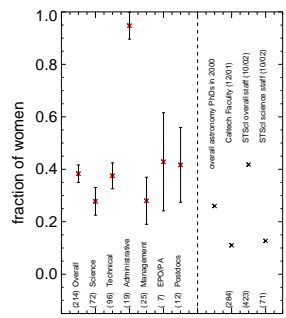 fraction of women
1.0
0.8
0.6
0.4
0.2
0.0
(214) Overall
(72) Science
(96) Technical
(19) Administrative
(25) Management
( 7) EPO/PA
(12) Postdocs
overall astronomy PhDs in 2000
(284) Caltech Faculty (12/01)
(423) STScI overall staff (10/02)
(71) STScI science staff (10/02)